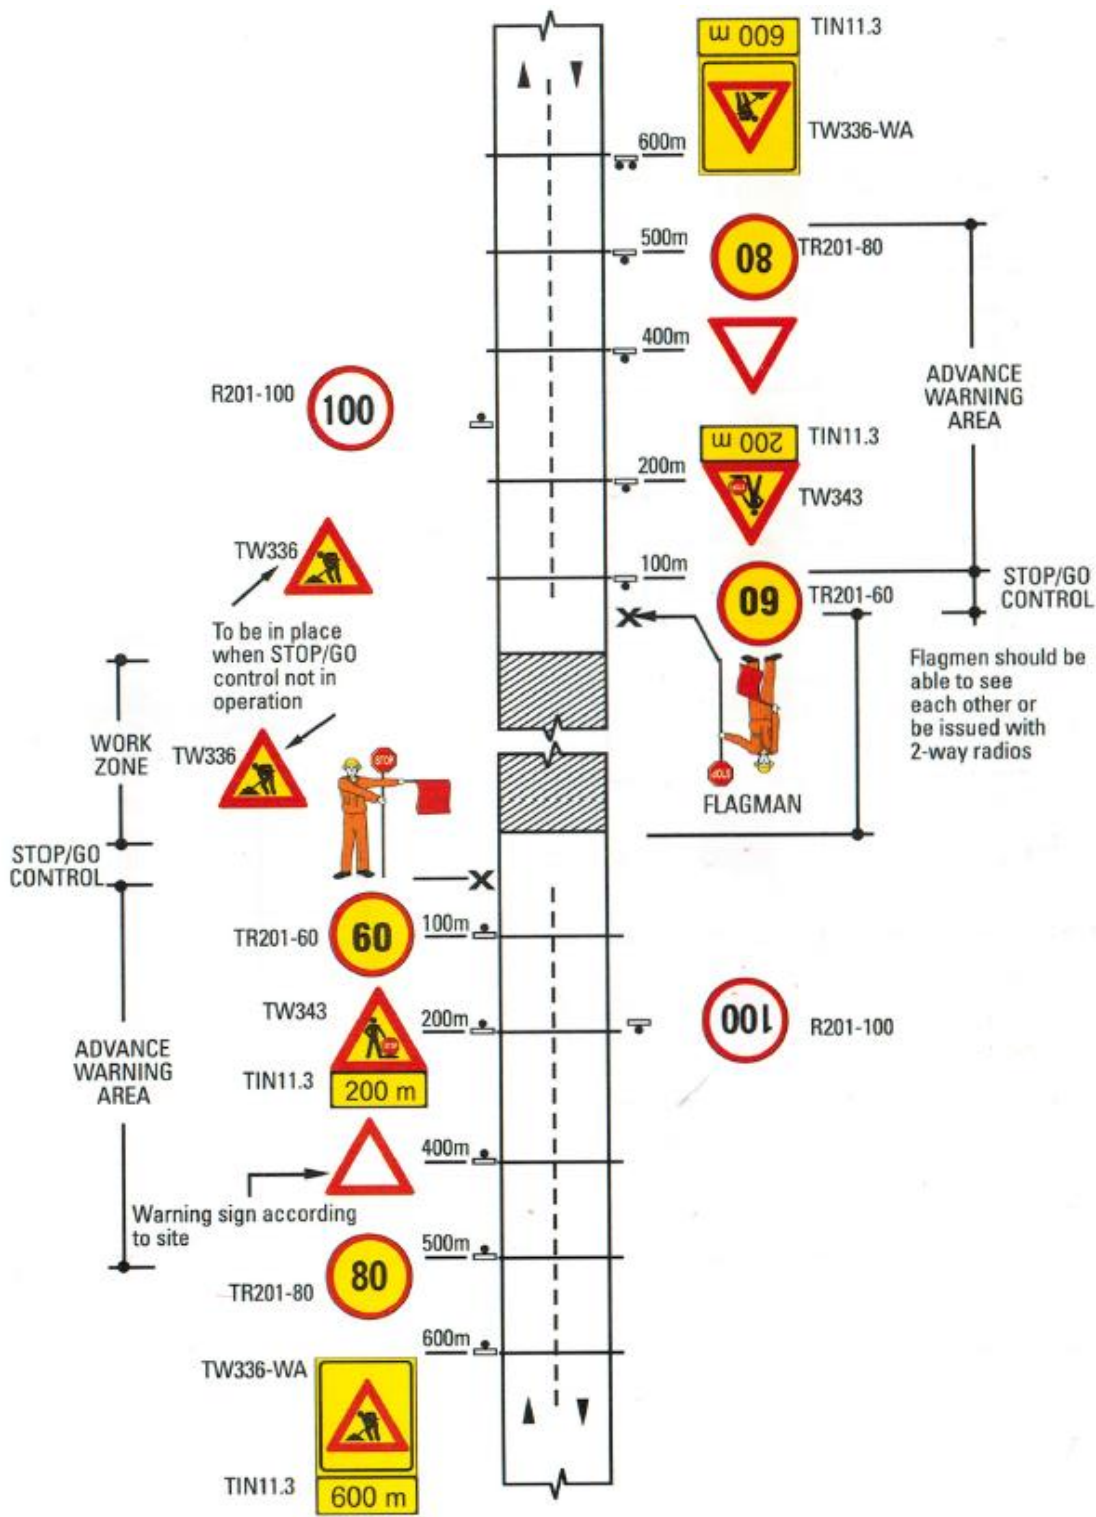 600 m
TIN11.3
TW336-WA
600m
500m
80
TR201-80
400m
ADVANCE
WARNING
AREA
R201-100
100
200 m
TIN11.3
200m
TW343
TW336
100m
60
TR201-60
STOP/GO
CONTROL
To be in place
when STOP/GO
control not in
operation
Flagmen should be
able to see
each other or
be issued with
2-way radios
WORK
ZONE
TW336
STOP
STOP
FLAGMAN
STOP/GO
CONTROL
TR201-60
60
100m
TW343
STOP
200m
100
R201-100
ADVANCE
WARNING
AREA
TIN11.3
200 m
400m
Warning sign according
to site
500m
80
TR201-80
600m
TW336-WA
TIN11.3
600 m